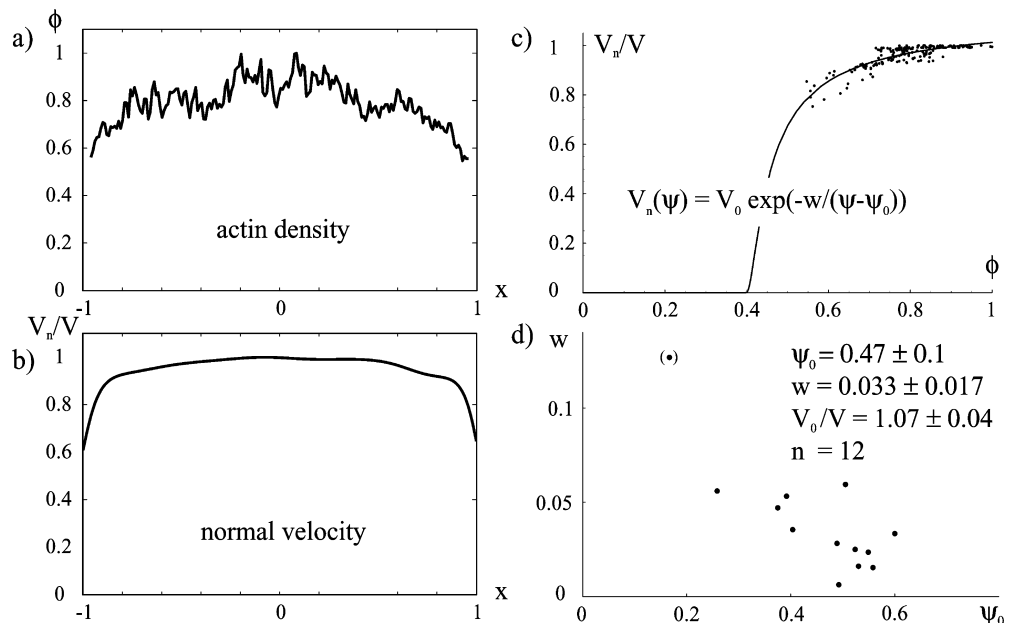 a)
ϕ
1
0.8
0.6
0.4
0.2
0
-1
0
1
x
actin density
b)
Vₙ/V
1
0.8
0.6
0.4
0.2
0
-1
0
1
x
normal velocity
c)
Vₙ/V
1
0.8
0.6
0.4
0.2
0
0
0.2
0.4
0.6
0.8
1
ϕ
Vₙ(ψ) = V₀ exp(-w/(ψ-ψ₀))
d)
w
0.1
0.05
0
0
0.2
0.4
0.6
ψ₀
(•)
ψ₀ = 0.47 ± 0.1
w = 0.033 ± 0.017
V₀/V = 1.07 ± 0.04
n = 12